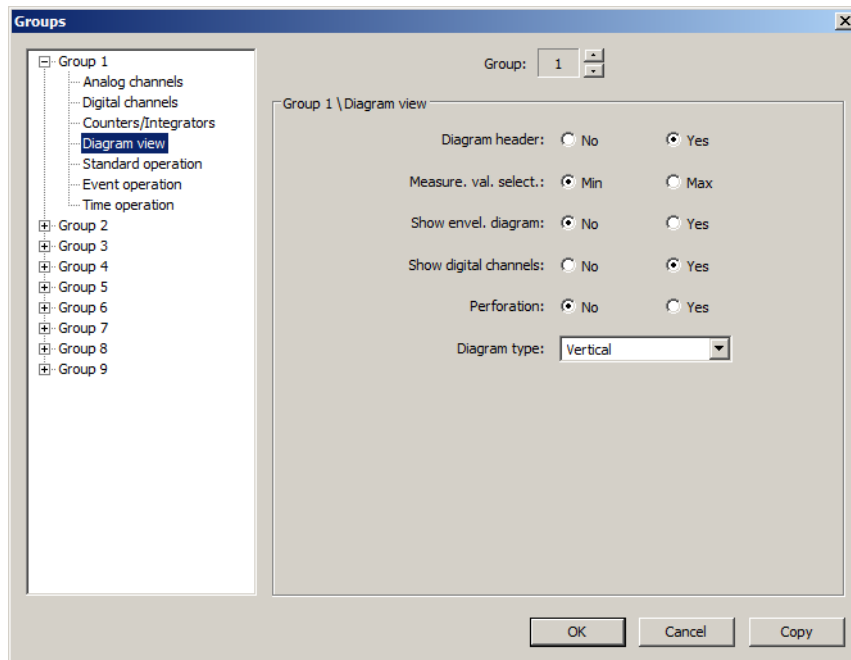 Groups
Group 1
Analog channels
Digital channels
Counters/Integrators
Diagram view
Standard operation
Event operation
Time operation
Group 2
Group 3
Group 4
Group 5
Group 6
Group 7
Group 8
Group 9
Group: 1
Group 1 \ Diagram view
Diagram header: No Yes
Measure. val. select.: Min Max
Show envel. diagram: No Yes
Show digital channels: No Yes
Perforation: No Yes
Diagram type: Vertical
OK Cancel Copy